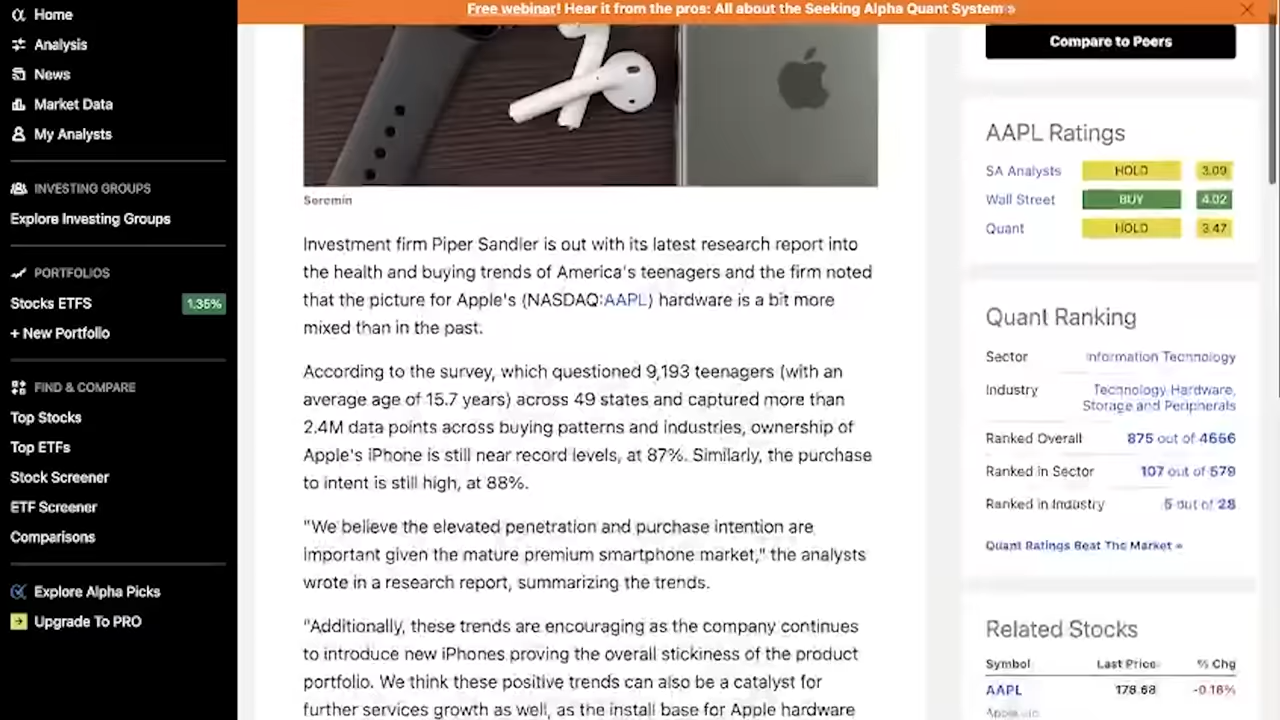 Free webinar! Hear it from the pros: All about the Seeking Alpha Quant System »
Home
Analysis
News
Market Data
My Analysts
INVESTING GROUPS
Explore Investing Groups
PORTFOLIOS
Stocks ETFS 1.35%
+ New Portfolio
FIND & COMPARE
Top Stocks
Top ETFs
Stock Screener
ETF Screener
Comparisons
Explore Alpha Picks
Upgrade To PRO
Seremin
Investment firm Piper Sandler is out with its latest research report into
the health and buying trends of America's teenagers and the firm noted
that the picture for Apple's (NASDAQ:AAPL) hardware is a bit more
mixed than in the past.
According to the survey, which questioned 9,193 teenagers (with an
average age of 15.7 years) across 49 states and captured more than
2.4M data points across buying patterns and industries, ownership of
Apple's iPhone is still near record levels, at 87%. Similarly, the purchase
to intent is still high, at 88%.
"We believe the elevated penetration and purchase intention are
important given the mature premium smartphone market," the analysts
wrote in a research report, summarizing the trends.
"Additionally, these trends are encouraging as the company continues
to introduce new iPhones proving the overall stickiness of the product
portfolio. We think these positive trends can also be a catalyst for
further services growth as well, as the install base for Apple hardware
Compare to Peers
AAPL Ratings
SA Analysts HOLD 3.09
Wall Street BUY 4.02
Quant HOLD 3.47
Quant Ranking
Sector Information Technology
Industry Technology Hardware,
Storage and Peripherals
Ranked Overall 875 out of 4666
Ranked in Sector 107 out of 579
Ranked in Industry 5 out of 28
Quant Ratings Beat The Market »
Related Stocks
Symbol Last Price % Chg
AAPL 178.68 -0.16%
Apple Inc.